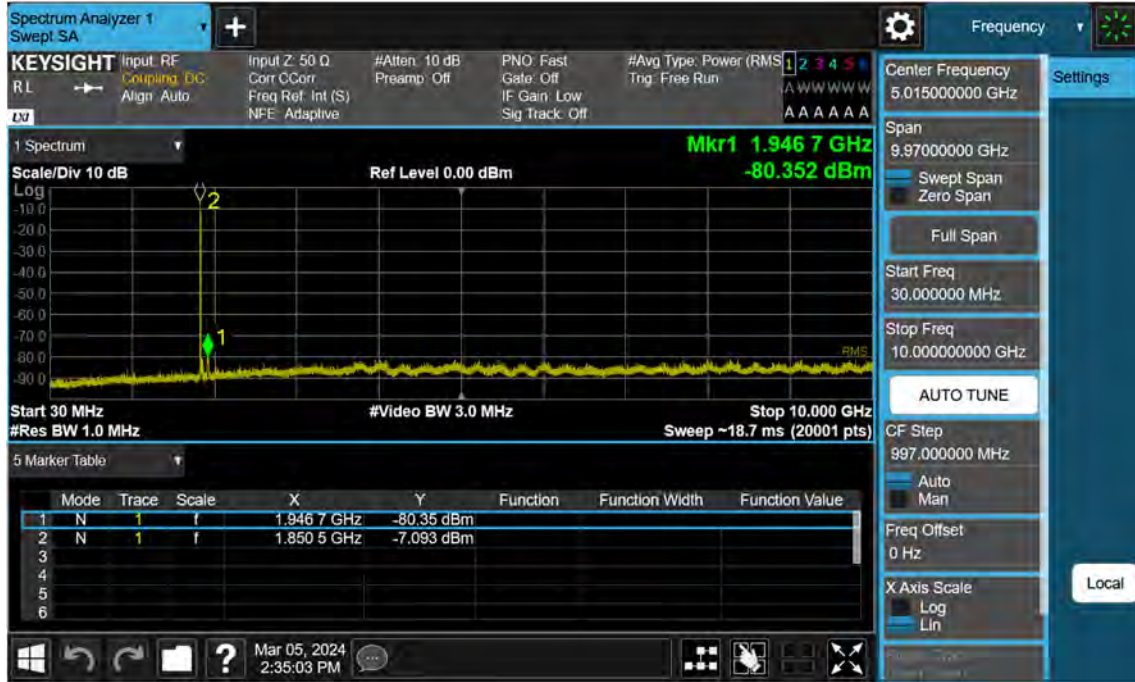 Spectrum Analyzer 1
Swept SA
Frequency
KEYSIGHT Input: RF Input Z: 50 Ω #Atten: 10 dB PNO: Fast #Avg Type: Power (RMS 1 2 3 4 5 6
RL Coupling: DC Corr CCorr Preamp: Off Gate: Off Trig: Free Run
Align: Auto Freq Ref: Int (S) IF Gain: Low A W W W W W
LXI NFE: Adaptive Sig Track: Off A A A A A A
1 Spectrum
Mkr1 1.946 7 GHz
Scale/Div 10 dB Ref Level 0.00 dBm -80.352 dBm
Log
-10.0
-20.0
-30.0
-40.0
-50.0
-60.0
-70.0
-80.0
-90.0
2
1
RMS
Start 30 MHz #Video BW 3.0 MHz Stop 10.000 GHz
#Res BW 1.0 MHz Sweep ~18.7 ms (20001 pts)
5 Marker Table
Mode Trace Scale X Y Function Function Width Function Value
1 N 1 f 1.946 7 GHz -80.35 dBm
2 N 1 f 1.850 5 GHz -7.093 dBm
3
4
5
6
Mar 05, 2024
2:35:03 PM
Center Frequency
5.015000000 GHz
Settings
Span
9.97000000 GHz
Swept Span
Zero Span
Full Span
Start Freq
30.000000 MHz
Stop Freq
10.000000000 GHz
AUTO TUNE
CF Step
997.000000 MHz
Auto
Man
Freq Offset
0 Hz
X Axis Scale
Log
Lin
Local